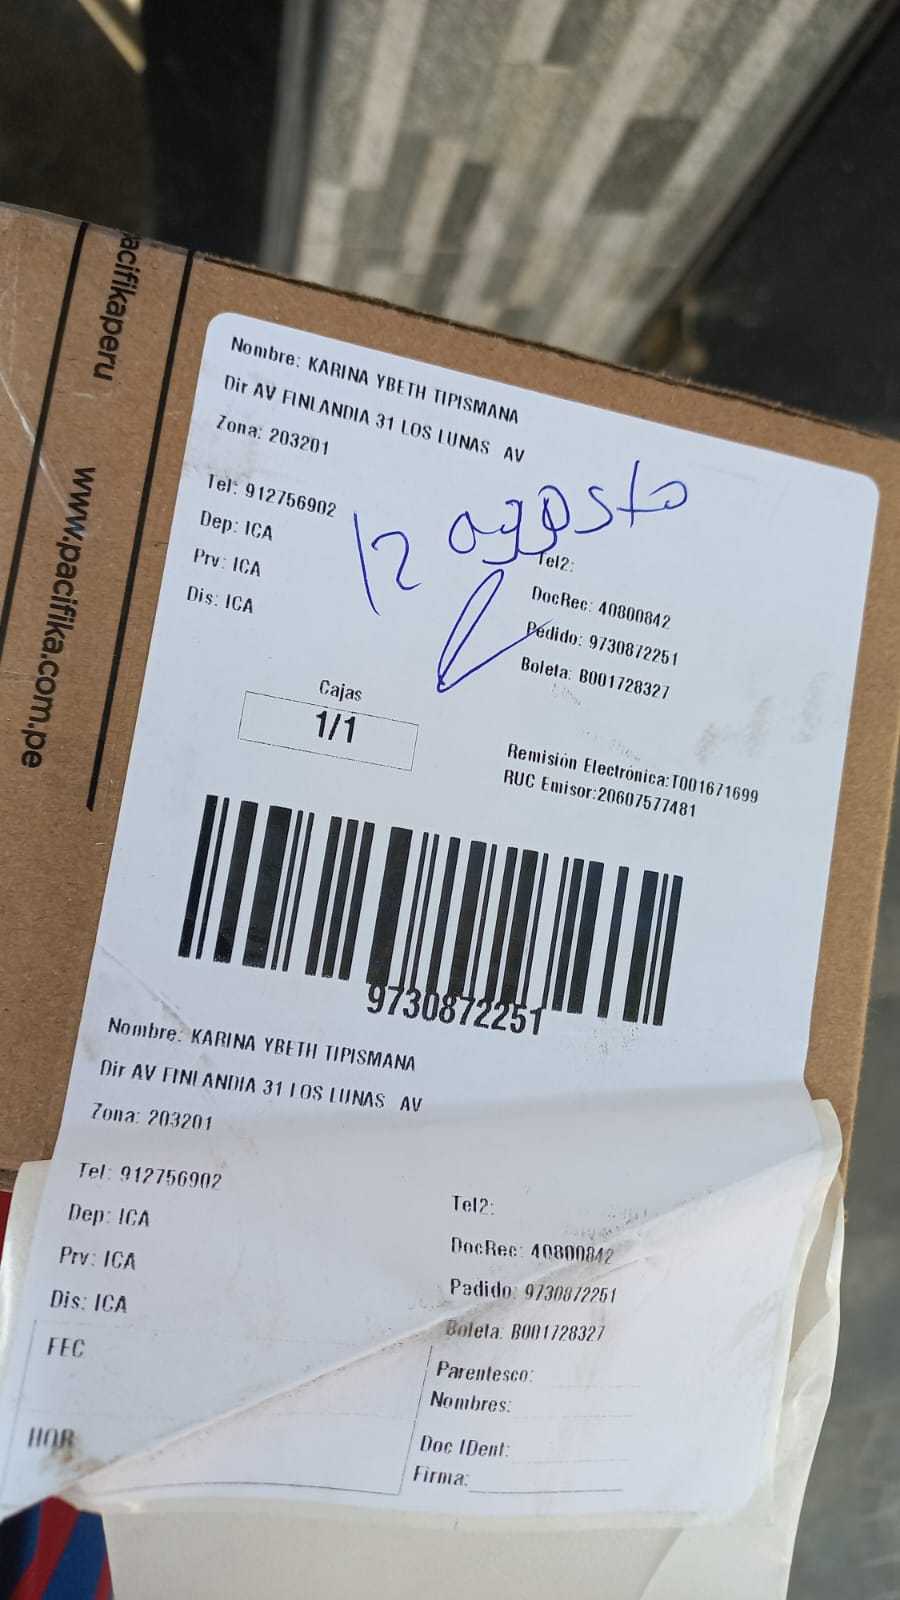 acifikaperu
www.pacifika.com.pe
Nombre: KARINA YBETH TIPISMANA
Dir AV FINLANDIA 31 LOS LUNAS AV
Zona: 203201
Tel: 912756902
12 agosto
Dep: ICA
Tel2:
Prv: ICA
DocRec: 40800842
Dis: ICA
Pedido: 9730872251
Boleta: B001728327
Cajas
1/1
Remisión Electrónica:T001671699
RUC Emisor:20607577481
9730872251
Nombre: KARINA YBETH TIPISMANA
Dir AV FINLANDIA 31 LOS LUNAS AV
Zona: 203201
Tel: 912756902
Tel2:
Dep: ICA
DocRec: 40800842
Prv: ICA
Pedido: 9730872251
Dis: ICA
Boleta: B001728327
FEC
Parentesco:
Nombres:
HOR
Doc IDent:
Firma: